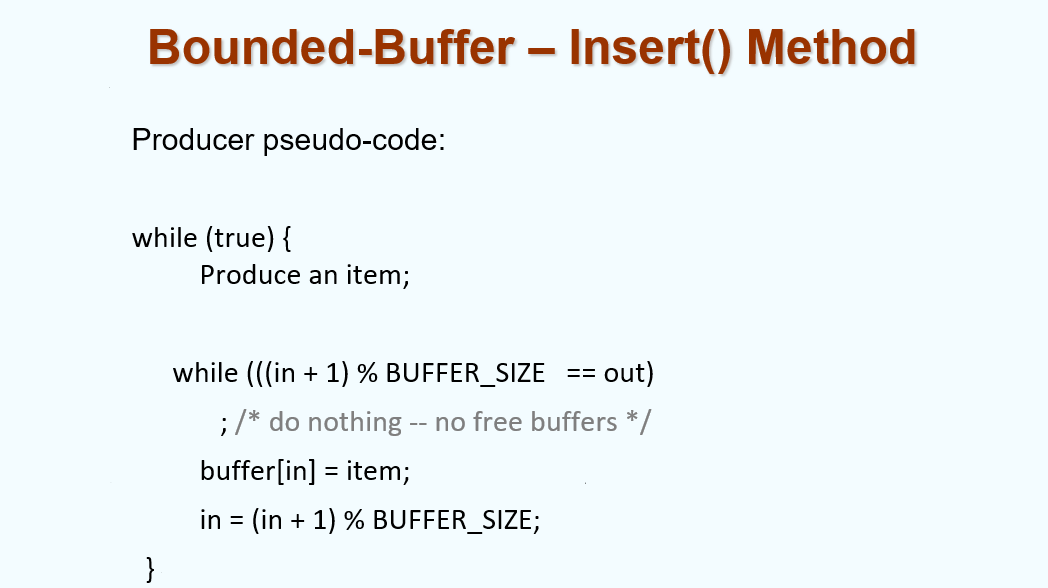 Bounded-Buffer – Insert() Method
Producer pseudo-code:
while (true) {
Produce an item;
while (((in + 1) % BUFFER_SIZE == out)
; /* do nothing -- no free buffers */
buffer[in] = item;
in = (in + 1) % BUFFER_SIZE;
}